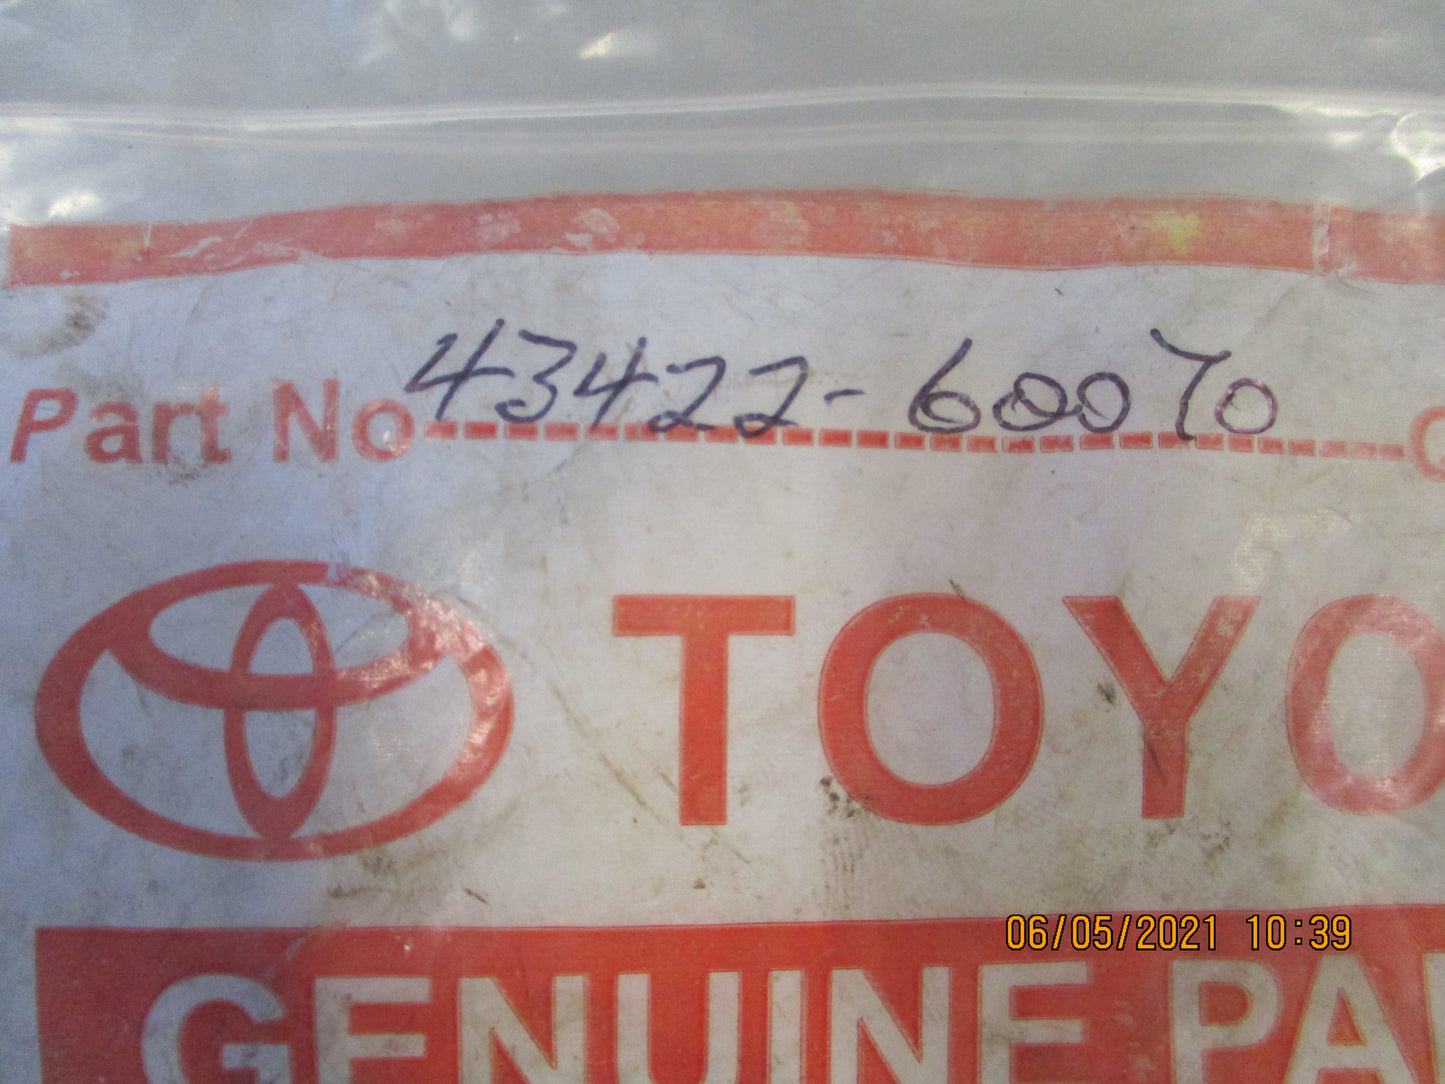 Part No 43422-60070
TOYO
06/05/2021 10:39
GENUINE PA